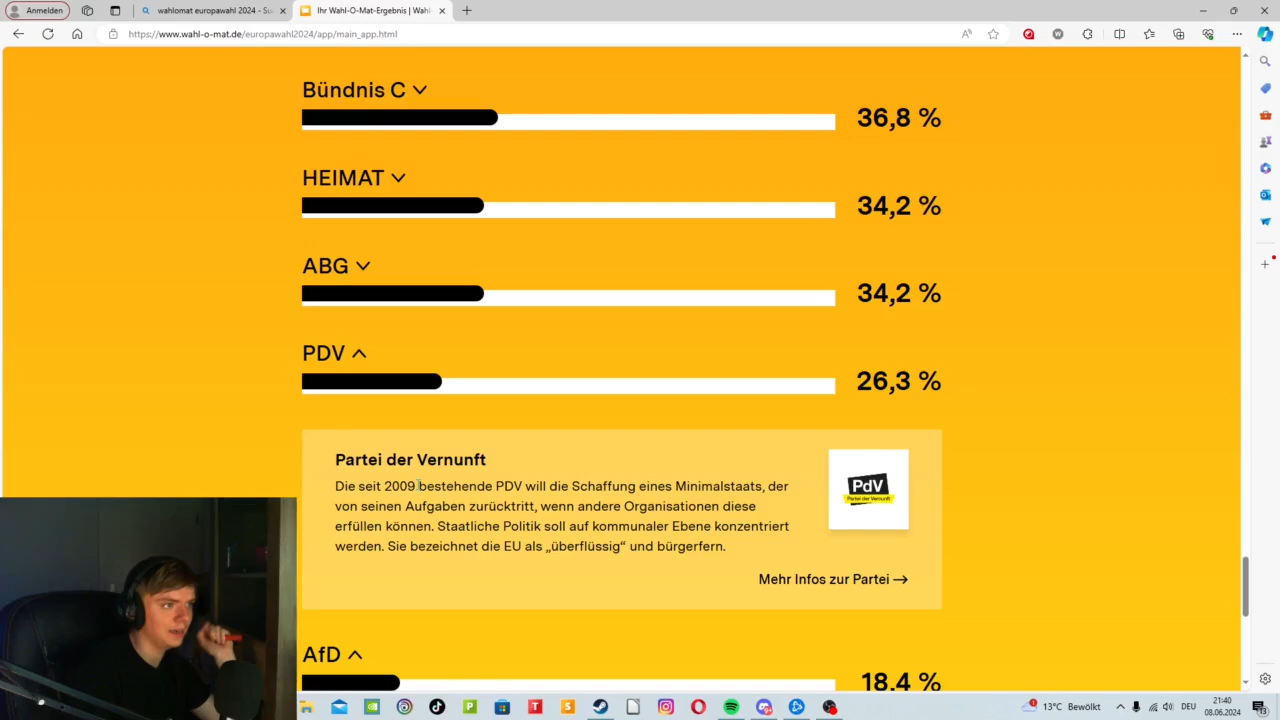 Anmelden
wahlomat europawahl 2024 - Su
Ihr Wahl-O-Mat-Ergebnis | Wahl-
https://www.wahl-o-mat.de/europawahl2024/app/main_app.html
Bündnis C
36,8 %
HEIMAT
34,2 %
ABG
34,2 %
PDV
26,3 %
Partei der Vernunft
Die seit 2009 bestehende PDV will die Schaffung eines Minimalstaats, der
von seinen Aufgaben zurücktritt, wenn andere Organisationen diese
erfüllen können. Staatliche Politik soll auf kommunaler Ebene konzentriert
werden. Sie bezeichnet die EU als „überflüssig“ und bürgerfern.
PdV
Partei der Vernunft
Mehr Infos zur Partei
AfD
18,4 %
13°C Bewölkt
DEU
21:40
08.06.2024